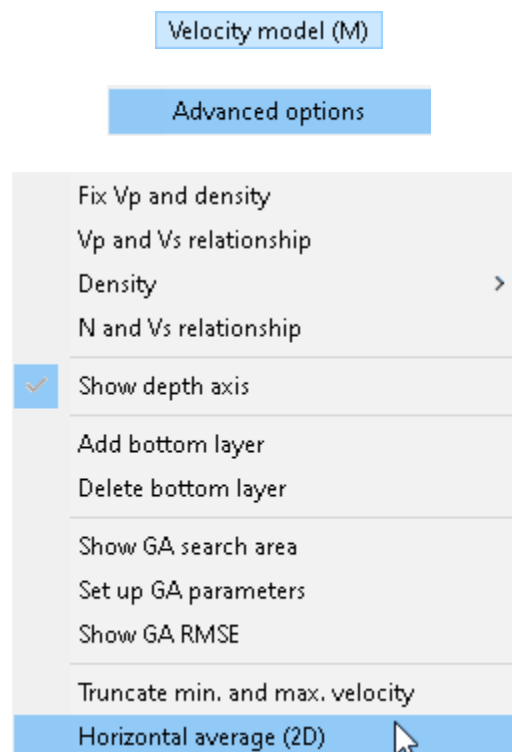 Velocity model (M)
Advanced options
Fix Vp and density
Vp and Vs relationship
Density
N and Vs relationship
Show depth axis
Add bottom layer
Delete bottom layer
Show GA search area
Set up GA parameters
Show GA RMSE
Truncate min. and max. velocity
Horizontal average (2D)